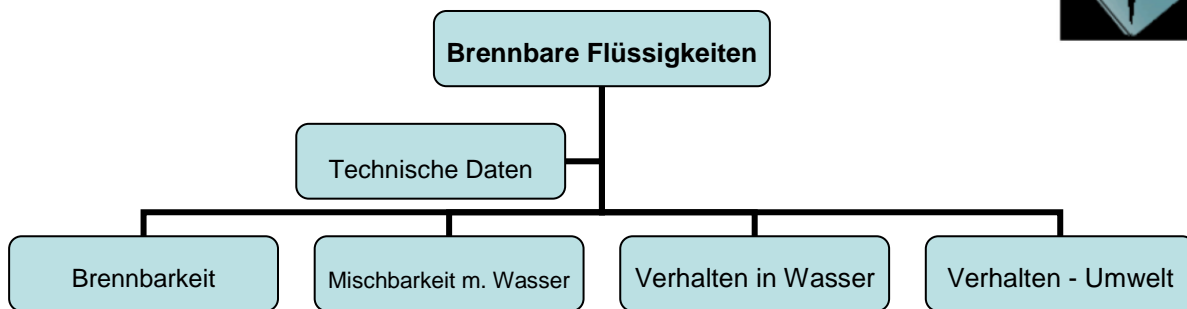 Brennbare Flüssigkeiten
Technische Daten
Brennbarkeit
Mischbarkeit m. Wasser
Verhalten in Wasser
Verhalten - Umwelt